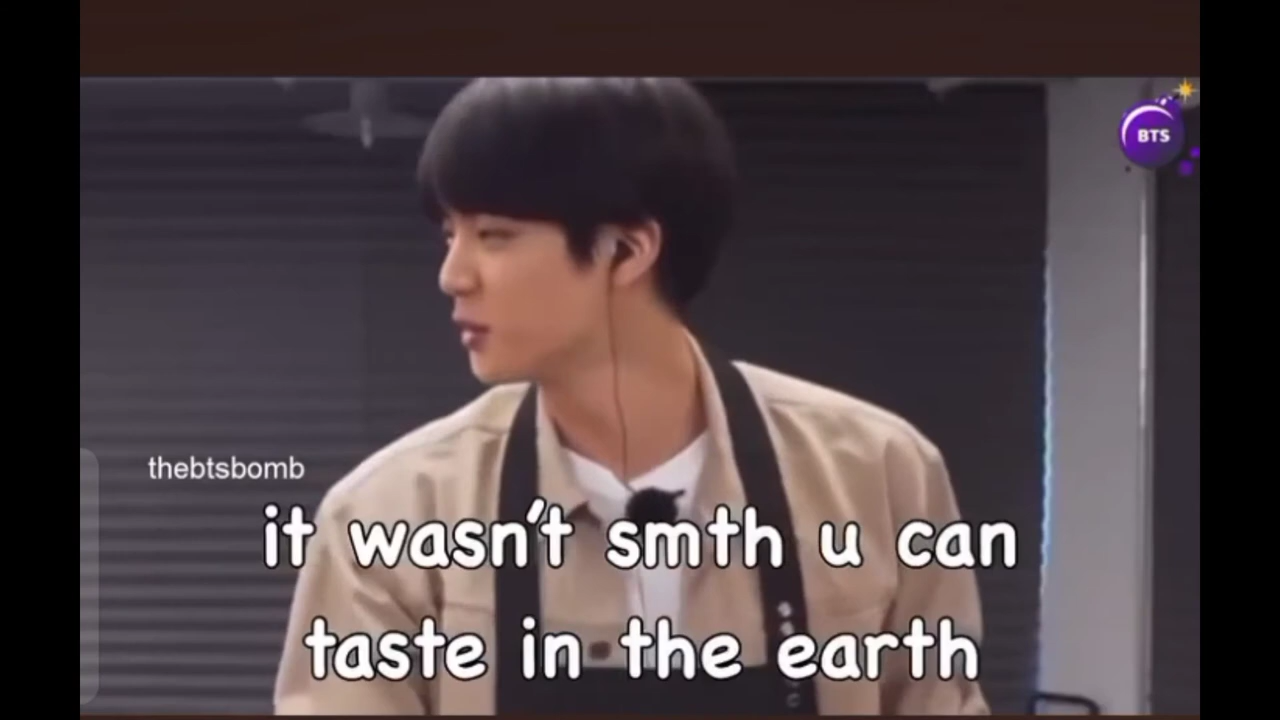 BTS
thebtsbomb
it wasn't smth u can
taste in the earth